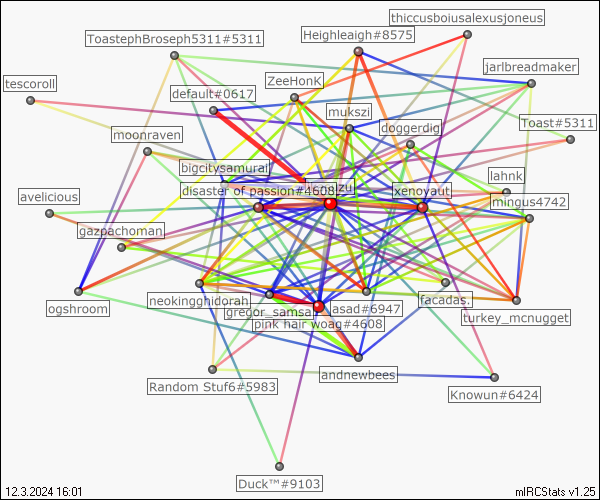 thiccusboiusalexusjoneus
Heighleaigh#8575
ToastephBroseph5311#5311
jarlbreadmaker
ZeeHonK
tescoroll
default#0617
mukszi
Toast#5311
doggerdig
moonraven
bigcitysamurai
lahnk
disaster of passion#4608
xenoyaut
mingus4742
avelicious
gazpachoman
neokingghidorah
facadas.
ogshroom
gregor_samsa
asad#6947
turkey_mcnugget
pink hair woag#4608
andnewbees
Random Stuf6#5983
Knowun#6424
Duck™#9103
12.3.2024 16:01
mIRCStats v1.25